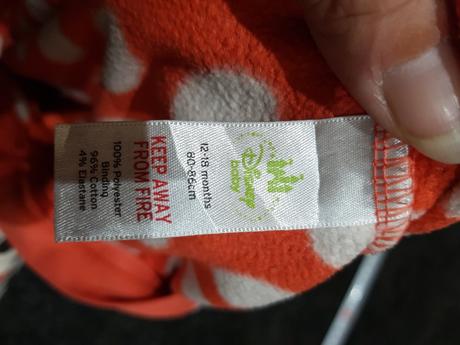 Disney
baby
12-18 months
80-86cm
KEEP AWAY
FROM FIRE
100% Polyester
Binding
96% Cotton
4% Elastane